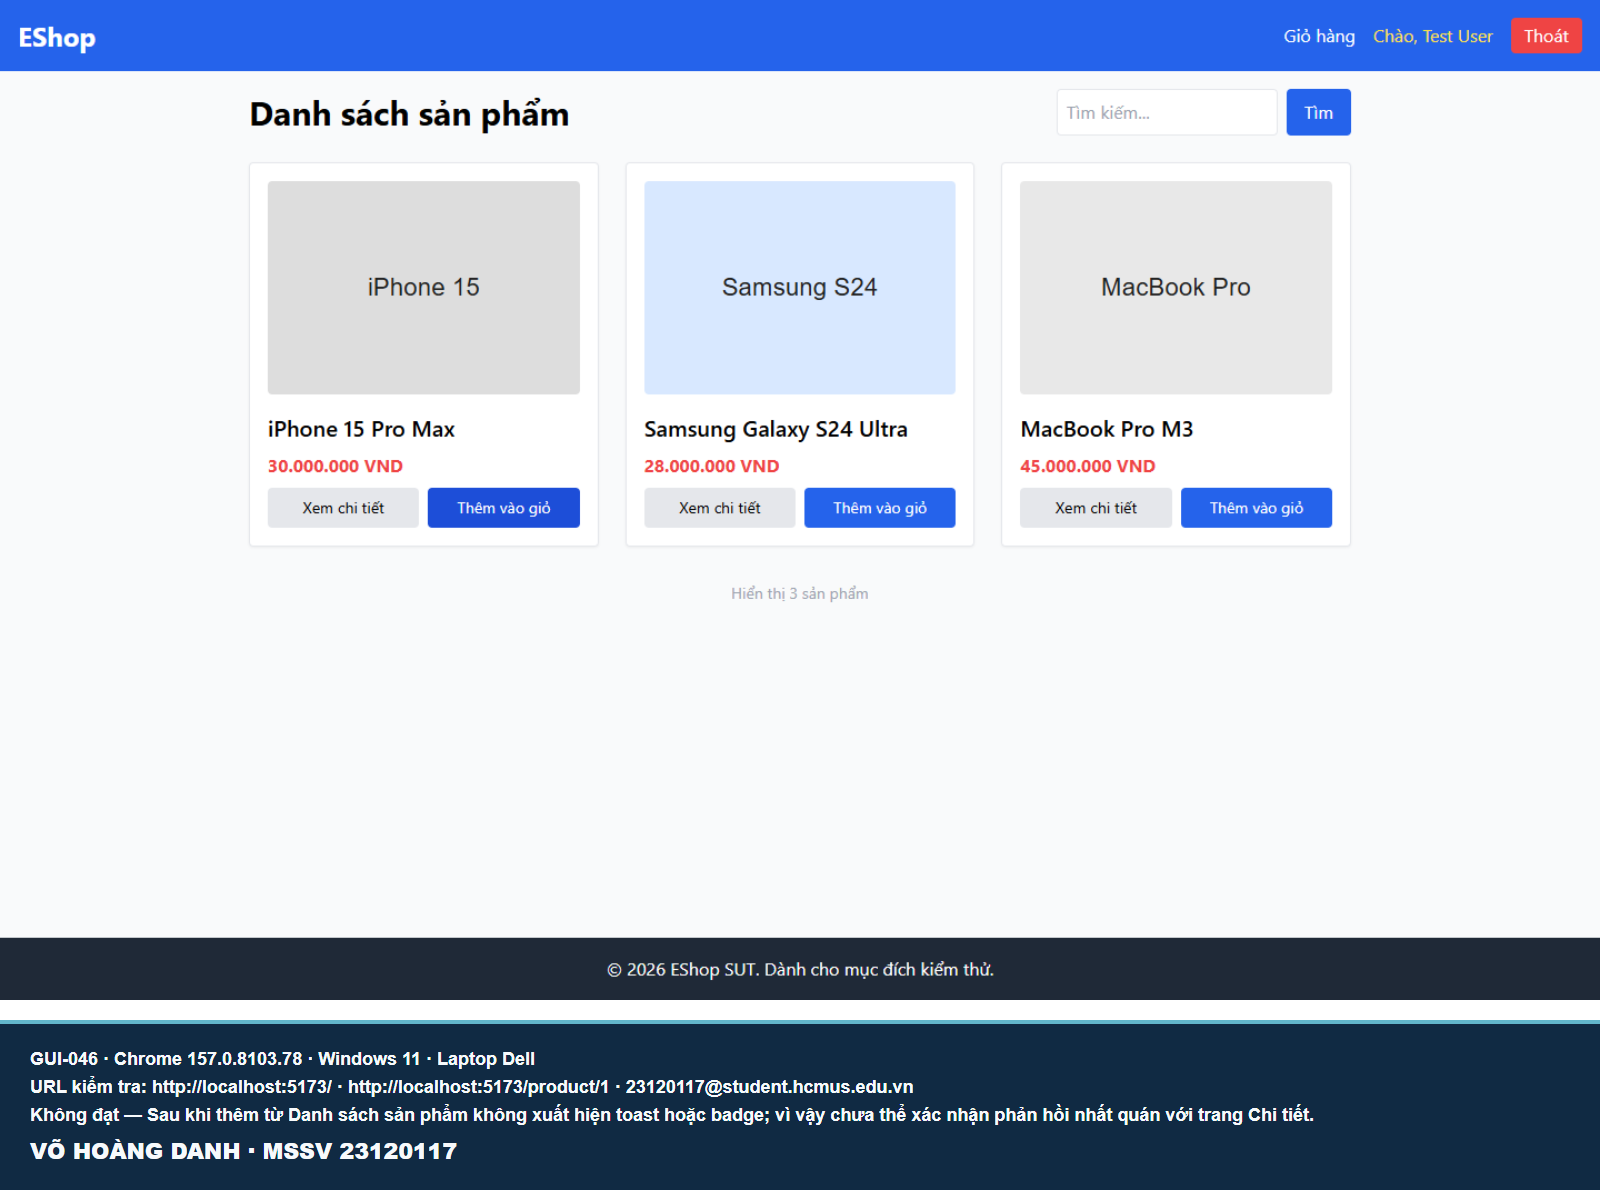 EShop
Giỏ hàng
Chào, Test User
Thoát
Danh sách sản phẩm
Tìm kiếm...
Tìm
iPhone 15
Samsung S24
MacBook Pro
iPhone 15 Pro Max
30.000.000 VND
Xem chi tiết
Thêm vào giỏ
Samsung Galaxy S24 Ultra
28.000.000 VND
Xem chi tiết
Thêm vào giỏ
MacBook Pro M3
45.000.000 VND
Xem chi tiết
Thêm vào giỏ
Hiển thị 3 sản phẩm
© 2026 EShop SUT. Dành cho mục đích kiểm thử.
GUI-046 · Chrome 157.0.8103.78 · Windows 11 · Laptop Dell
URL kiểm tra: http://localhost:5173/ · http://localhost:5173/product/1 · 23120117@student.hcmus.edu.vn
Không đạt — Sau khi thêm từ Danh sách sản phẩm không xuất hiện toast hoặc badge; vì vậy chưa thể xác nhận phản hồi nhất quán với trang Chi tiết.
VÕ HOÀNG DANH · MSSV 23120117